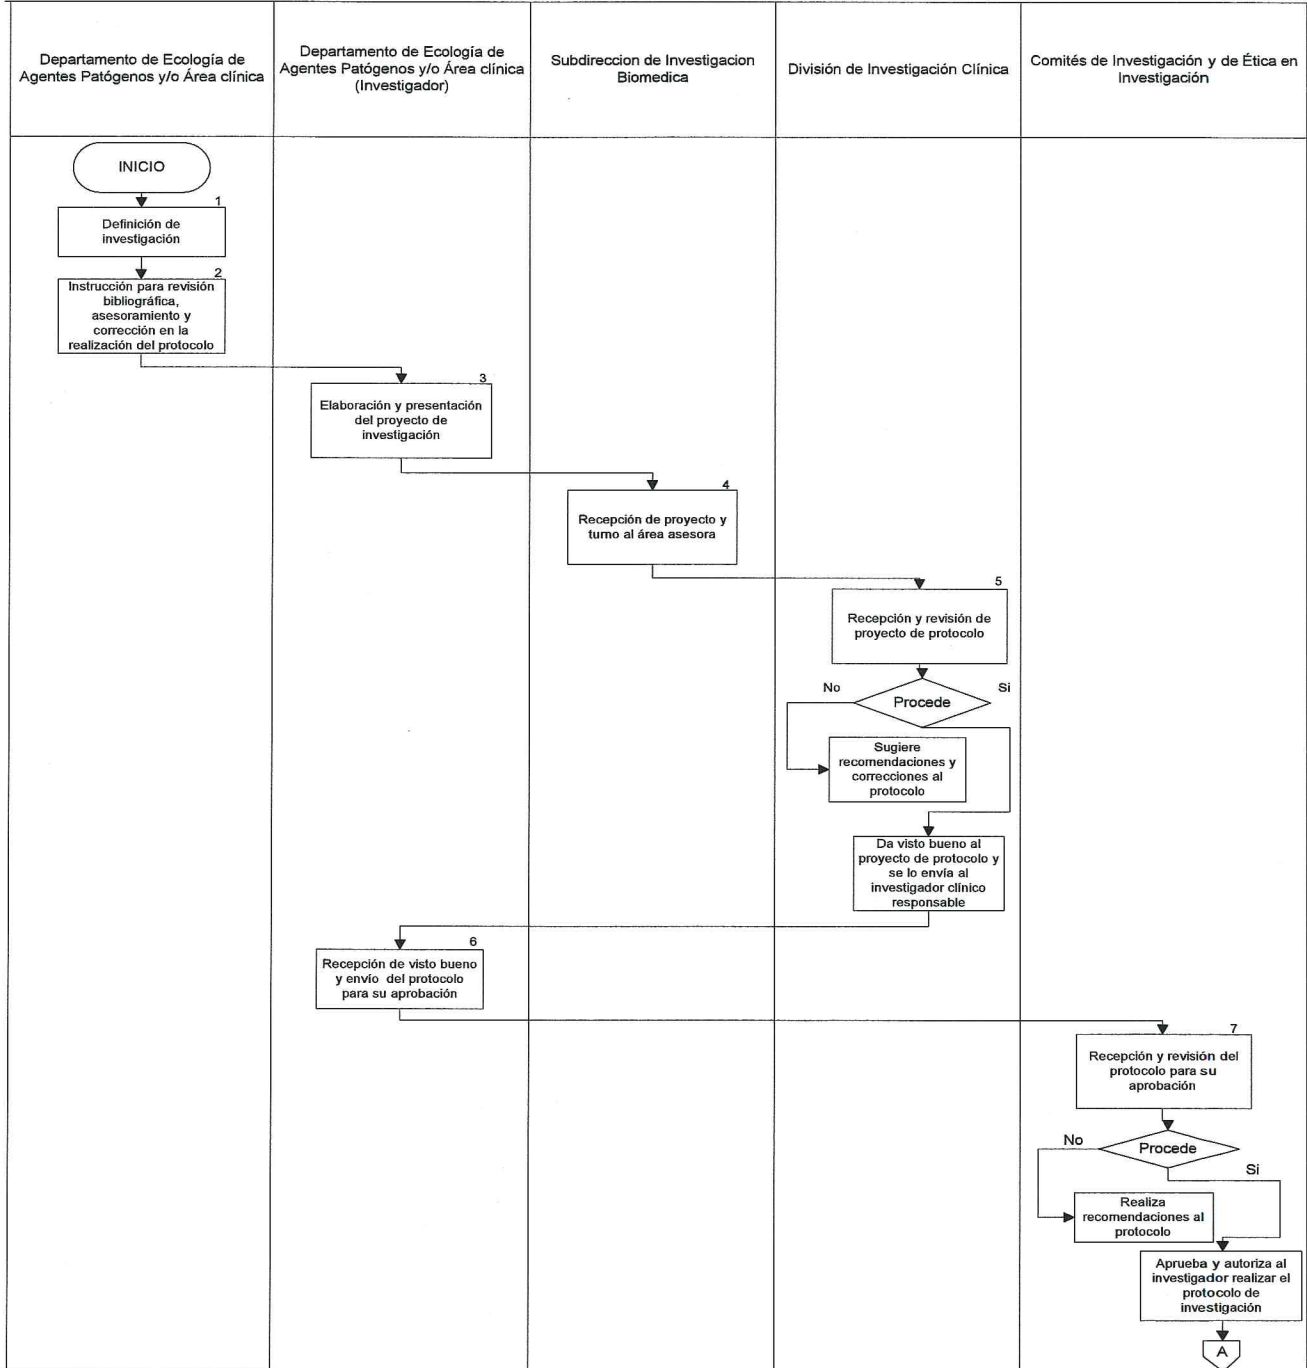 Departamento de Ecología de
Agentes Patógenos y/o Área clínica
Departamento de Ecología de
Agentes Patógenos y/o Área clínica
(Investigador)
Subdireccion de Investigacion
Biomedica
División de Investigación Clínica
Comités de Investigación y de Ética en
Investigación
INICIO
1
Definición de
investigación
2
Instrucción para revisión
bibliográfica,
asesoramiento y
corrección en la
realización del protocolo
3
Elaboración y presentación
del proyecto de
investigación
4
Recepción de proyecto y
turno al área asesora
5
Recepción y revisión de
proyecto de protocolo
No
Si
Procede
Sugiere
recomendaciones y
correcciones al
protocolo
Da visto bueno al
proyecto de protocolo y
se lo envía al
investigador clínico
responsable
6
Recepción de visto bueno
y envío del protocolo
para su aprobación
7
Recepción y revisión del
protocolo para su
aprobación
No
Procede
Si
Realiza
recomendaciones al
protocolo
Aprueba y autoriza al
investigador realizar el
protocolo de
investigación
A